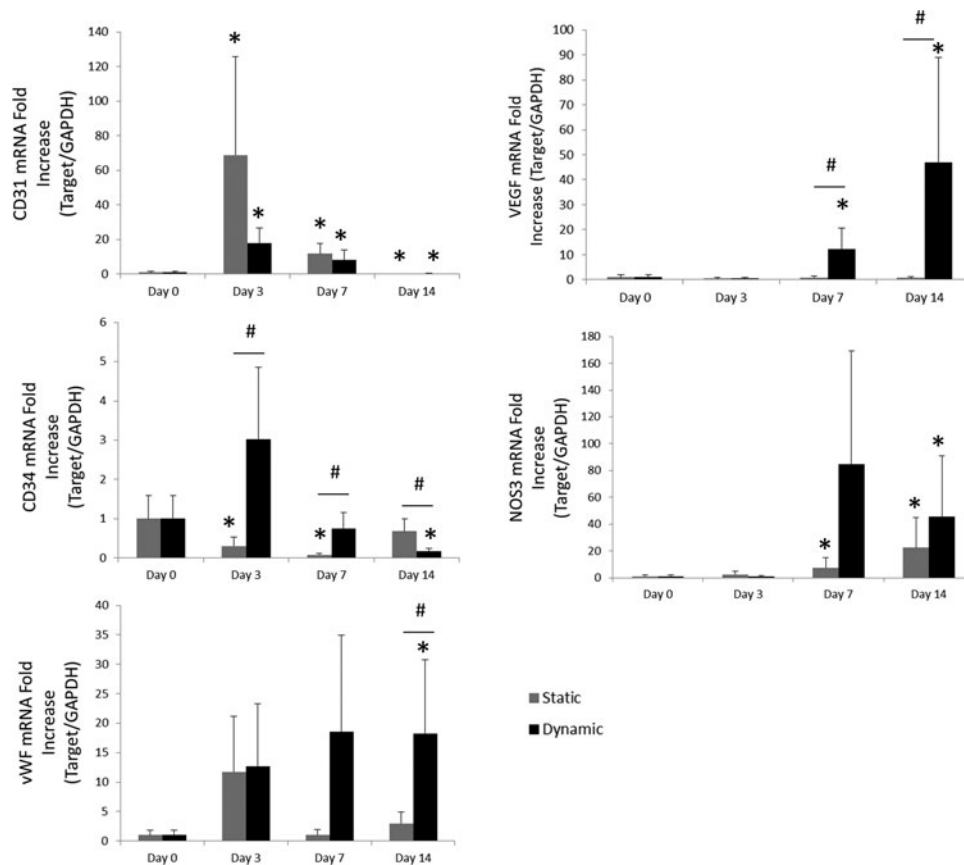 CD31 mRNA Fold
Increase
(Target/GAPDH)
140
120
100
80
60
40
20
0
*
*
*
*
*
*
Day 0
Day 3
Day 7
Day 14
VEGF mRNA Fold
Increase (Target/GAPDH)
100
90
80
70
60
50
40
30
20
10
0
#
*
#
*
Day 0
Day 3
Day 7
Day 14
CD34 mRNA Fold
Increase
(Target/GAPDH)
6
5
4
3
2
1
0
#
*
#
*
#
*
Day 0
Day 3
Day 7
Day 14
NOS3 mRNA Fold
Increase
(Target/GAPDH)
180
160
140
120
100
80
60
40
20
0
*
*
*
Day 0
Day 3
Day 7
Day 14
vWF mRNA Fold
Increase
(Target/GAPDH)
40
35
30
25
20
15
10
5
0
#
*
Day 0
Day 3
Day 7
Day 14
Static
Dynamic